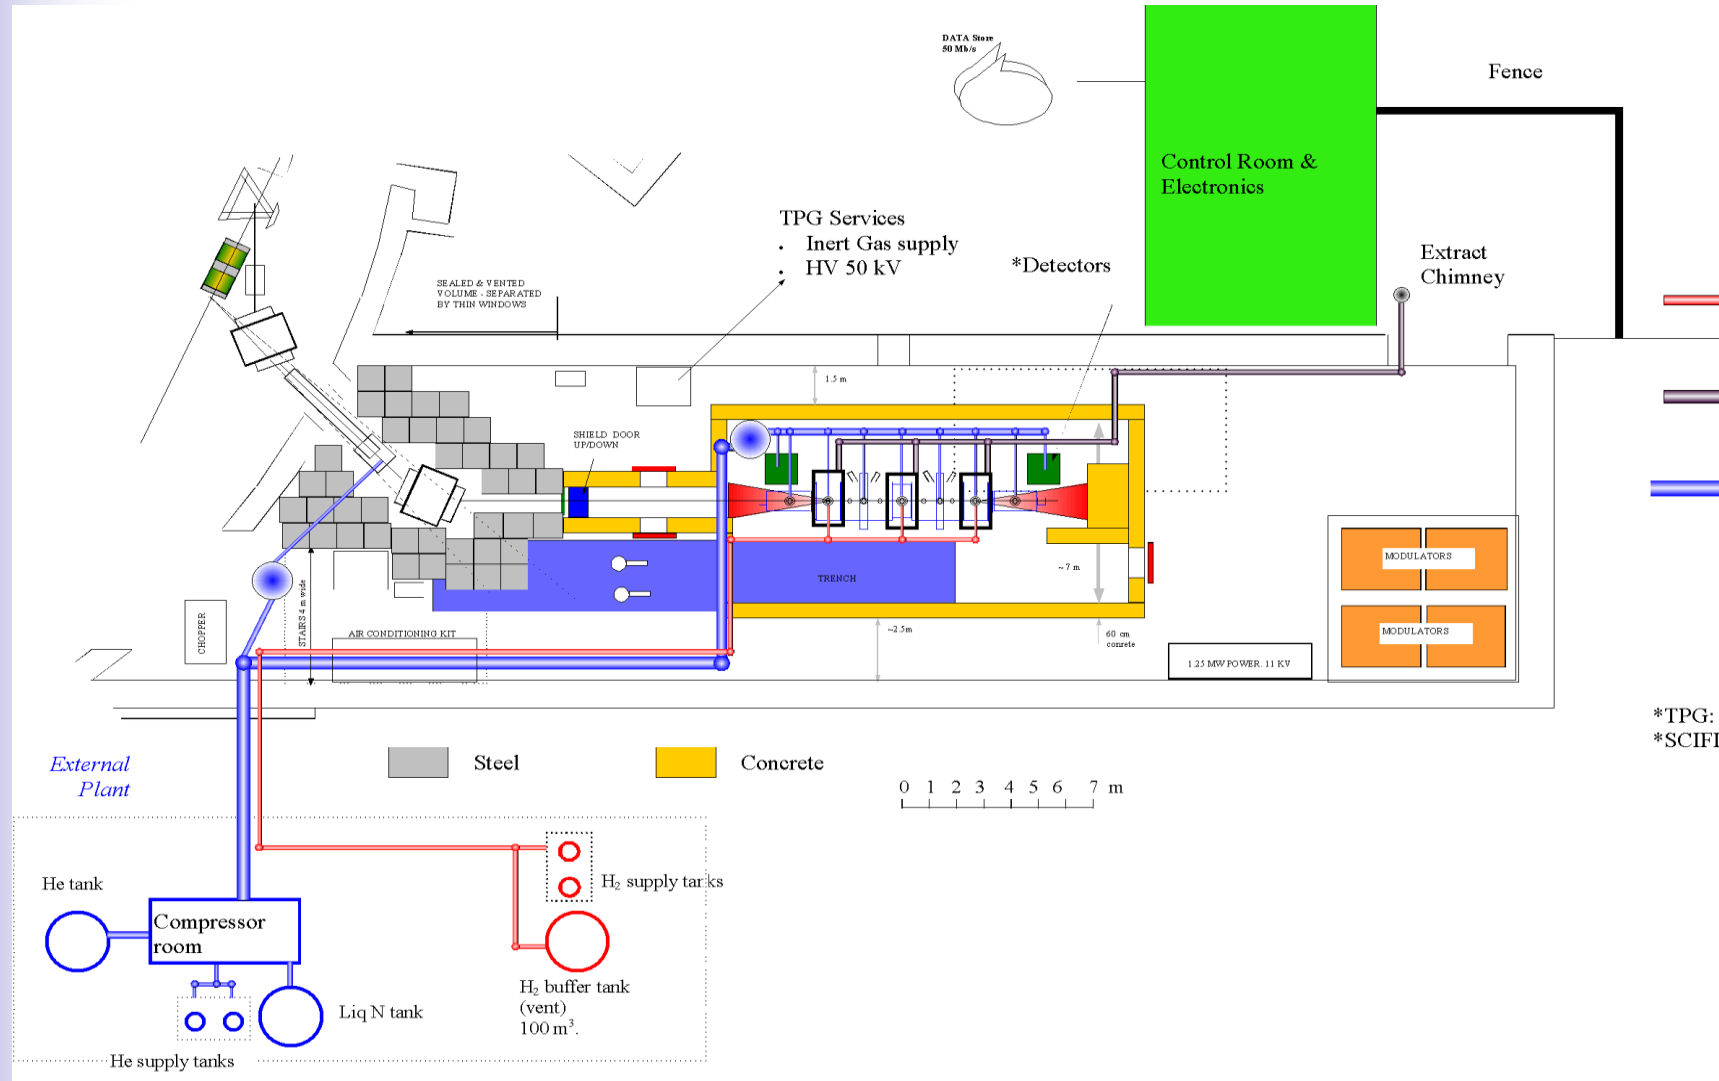 DATA Store
50 Mb/s
Fence
Control Room &
Electronics
TPG Services
. Inert Gas supply
. HV 50 kV
*Detectors
Extract
Chimney
SEALED & VENTED
VOLUME - SEPARATED
BY THIN WINDOWS
1.5 m
SHIELD DOOR
UP/DOWN
MODULATORS
~ 7 m
TRENCH
STAIRS 4 m wide
CHOPPER
AIR CONDITIONING KIT
~2.5m
60 cm
conrete
MODULATORS
1.25 MW POWER. 11 KV
*TPG:
*SCIFI
External
Plant
Steel
Concrete
0 1 2 3 4 5 6 7 m
He tank
H₂ supply tanks
Compressor
room
H₂ buffer tank
(vent)
100 m³.
Liq N tank
He supply tanks